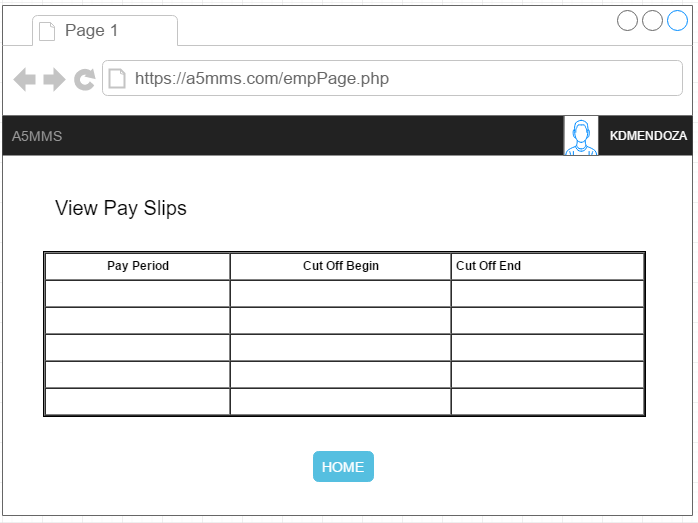 Page 1
https://a5mms.com/empPage.php
A5MMS KDMENDOZA
View Pay Slips
Pay Period Cut Off Begin Cut Off End
HOME